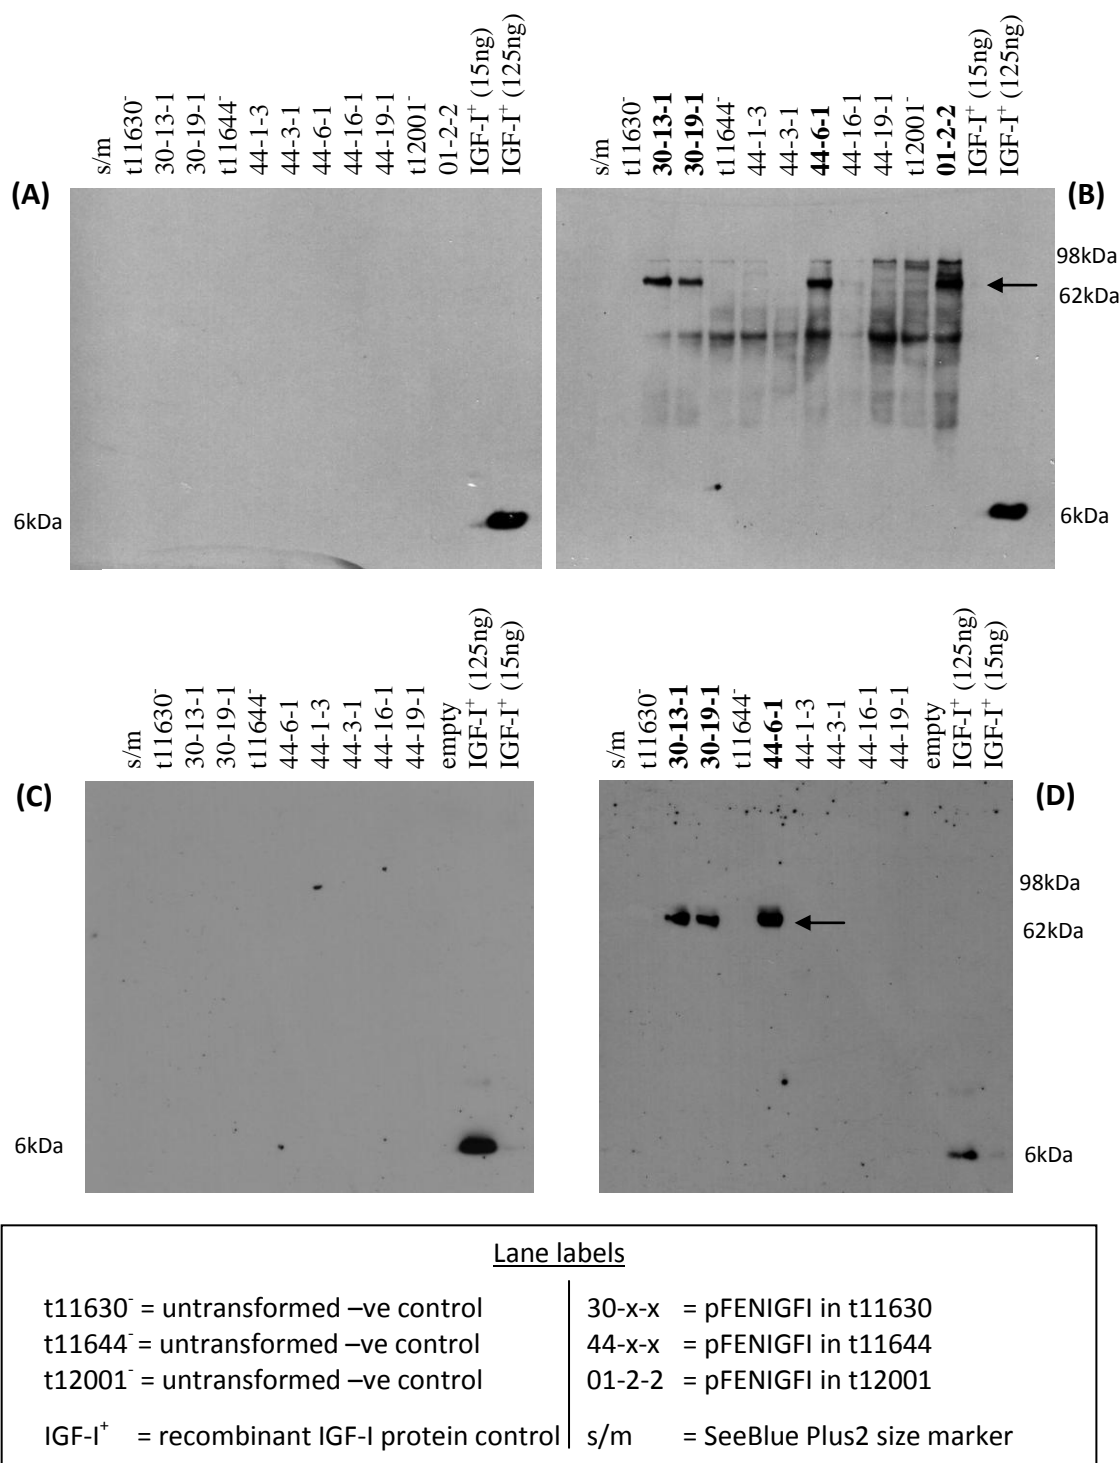 s/m
t11630⁻
30-13-1
30-19-1
t11644⁻
44-1-3
44-3-1
44-6-1
44-16-1
44-19-1
t12001⁻
01-2-2
IGF-I⁺ (15ng)
IGF-I⁺ (125ng)
(A)
6kDa
s/m
t11630⁻
30-13-1
30-19-1
t11644⁻
44-1-3
44-3-1
44-6-1
44-16-1
44-19-1
t12001⁻
01-2-2
IGF-I⁺ (15ng)
IGF-I⁺ (125ng)
(B)
98kDa
62kDa
6kDa
s/m
t11630⁻
30-13-1
30-19-1
t11644⁻
44-6-1
44-1-3
44-3-1
44-16-1
44-19-1
empty
IGF-I⁺ (125ng)
IGF-I⁺ (15ng)
(C)
6kDa
s/m
t11630⁻
30-13-1
30-19-1
t11644⁻
44-6-1
44-1-3
44-3-1
44-16-1
44-19-1
empty
IGF-I⁺ (125ng)
IGF-I⁺ (15ng)
(D)
98kDa
62kDa
6kDa
Lane labels
t11630⁻ = untransformed –ve control
t11644⁻ = untransformed –ve control
t12001⁻ = untransformed –ve control
IGF-I⁺ = recombinant IGF-I protein control
30-x-x = pFENIGFI in t11630
44-x-x = pFENIGFI in t11644
01-2-2 = pFENIGFI in t12001
s/m = SeeBlue Plus2 size marker